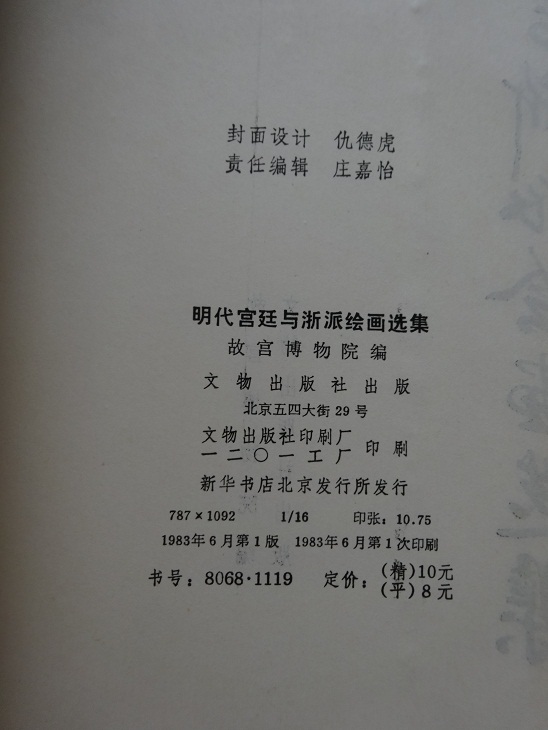 封面设计 仇德虎
责任编辑 庄嘉怡
明代宫廷与浙派绘画选集
故宫博物院编
文物出版社出版
北京五四大街29号
文物出版社印刷厂
一二〇一工厂 印刷
新华书店北京发行所发行
787×1092 1/16 印张：10.75
1983年6月第1版 1983年6月第1次印刷
书号：8068·1119 定价：(精)10元
(平)8元